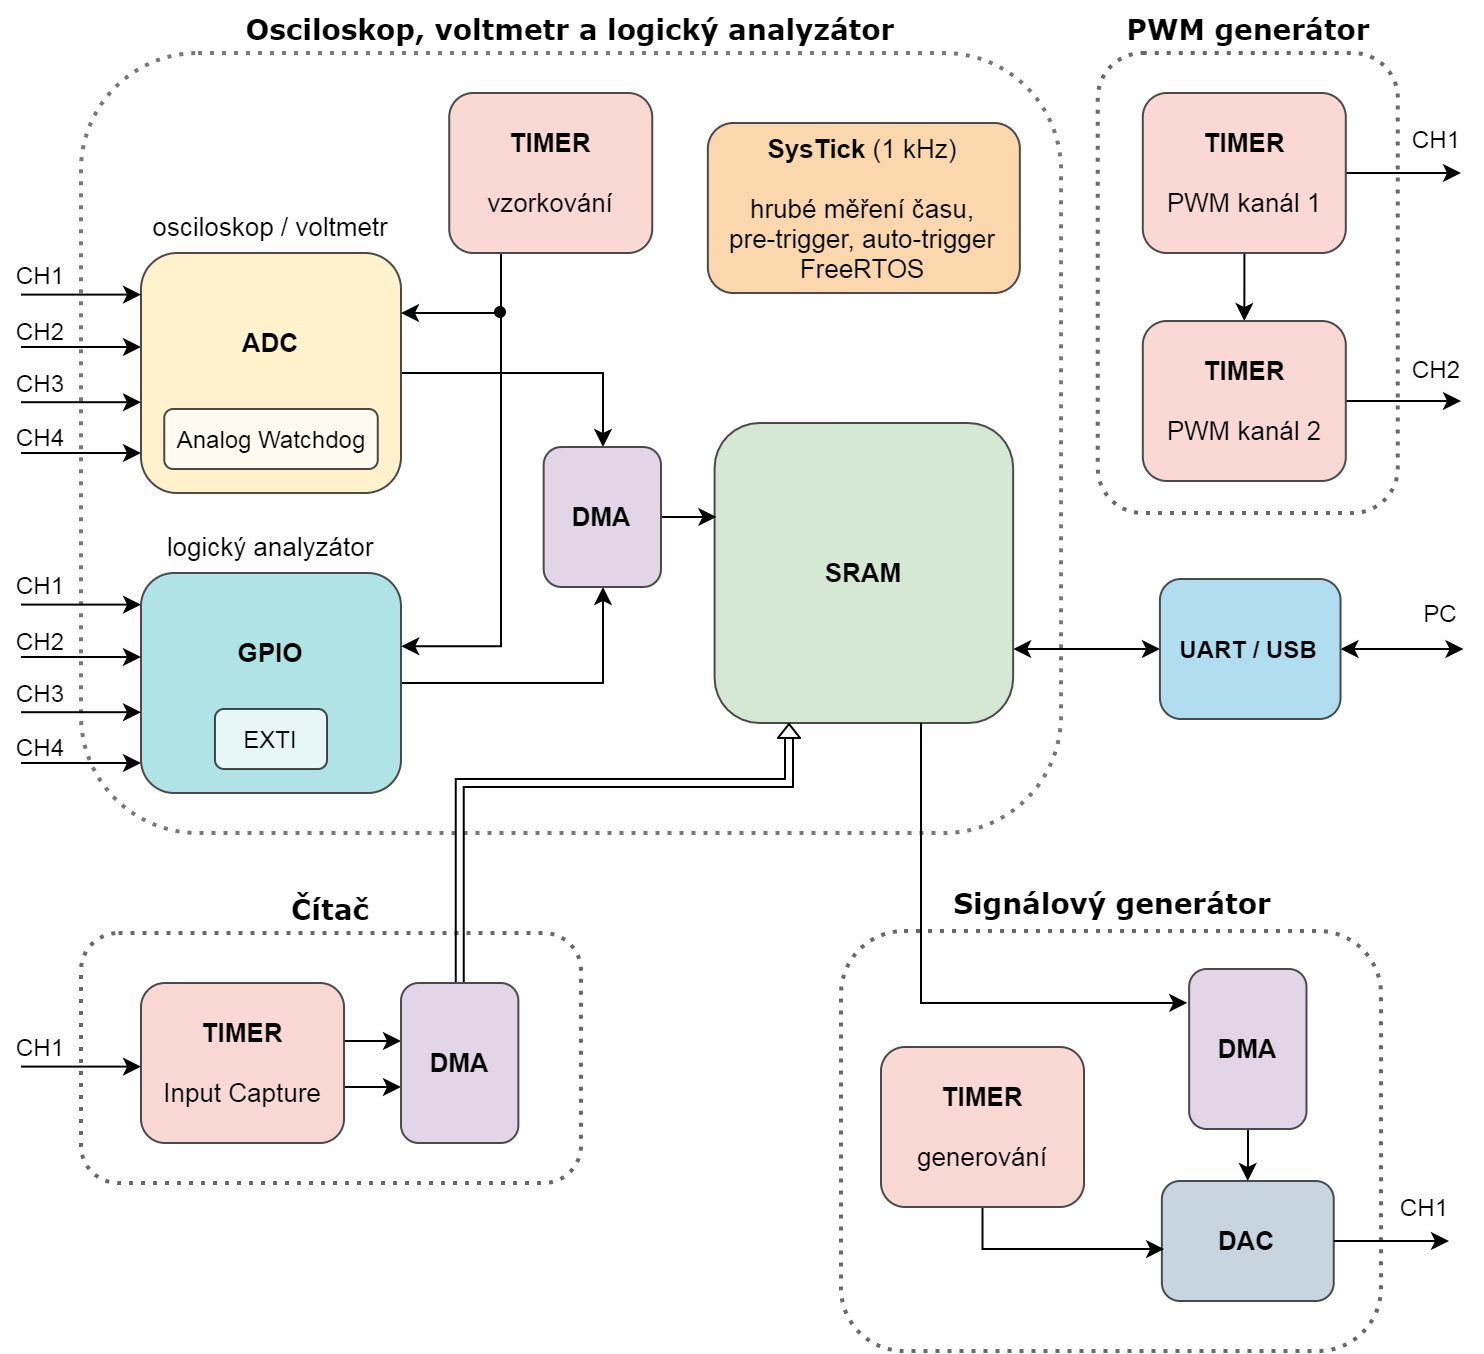 Osciloskop, voltmetr a logický analyzátor
PWM generátor
TIMER
vzorkování
SysTick (1 kHz)
hrubé měření času,
pre-trigger, auto-trigger
FreeRTOS
TIMER
PWM kanál 1
CH1
osciloskop / voltmetr
CH1
CH2
CH3
CH4
ADC
Analog Watchdog
TIMER
PWM kanál 2
CH2
DMA
SRAM
logický analyzátor
CH1
CH2
CH3
CH4
GPIO
EXTI
UART / USB
PC
Čítač
CH1
TIMER
Input Capture
DMA
Signálový generátor
DMA
TIMER
generování
DAC
CH1